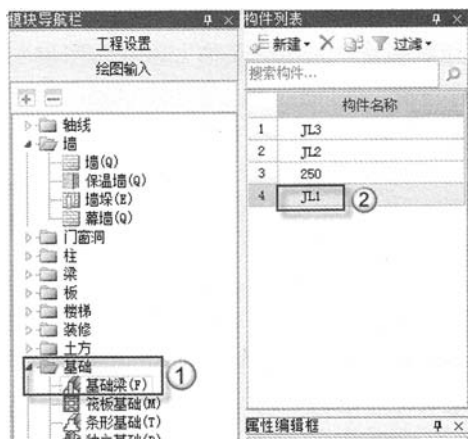 模块导航栏
工程设置
绘图输入
轴线
墙
墙(Q)
保温墙(Q)
墙垛(E)
幕墙(Q)
门窗洞
柱
梁
板
楼梯
装修
土方
基础
基础梁(F)
筏板基础(M)
条形基础(T)
①
构件列表
新建
过滤
搜索构件...
构件名称
1 JL3
2 JL2
3 250
4 JL1
②
属性编辑框